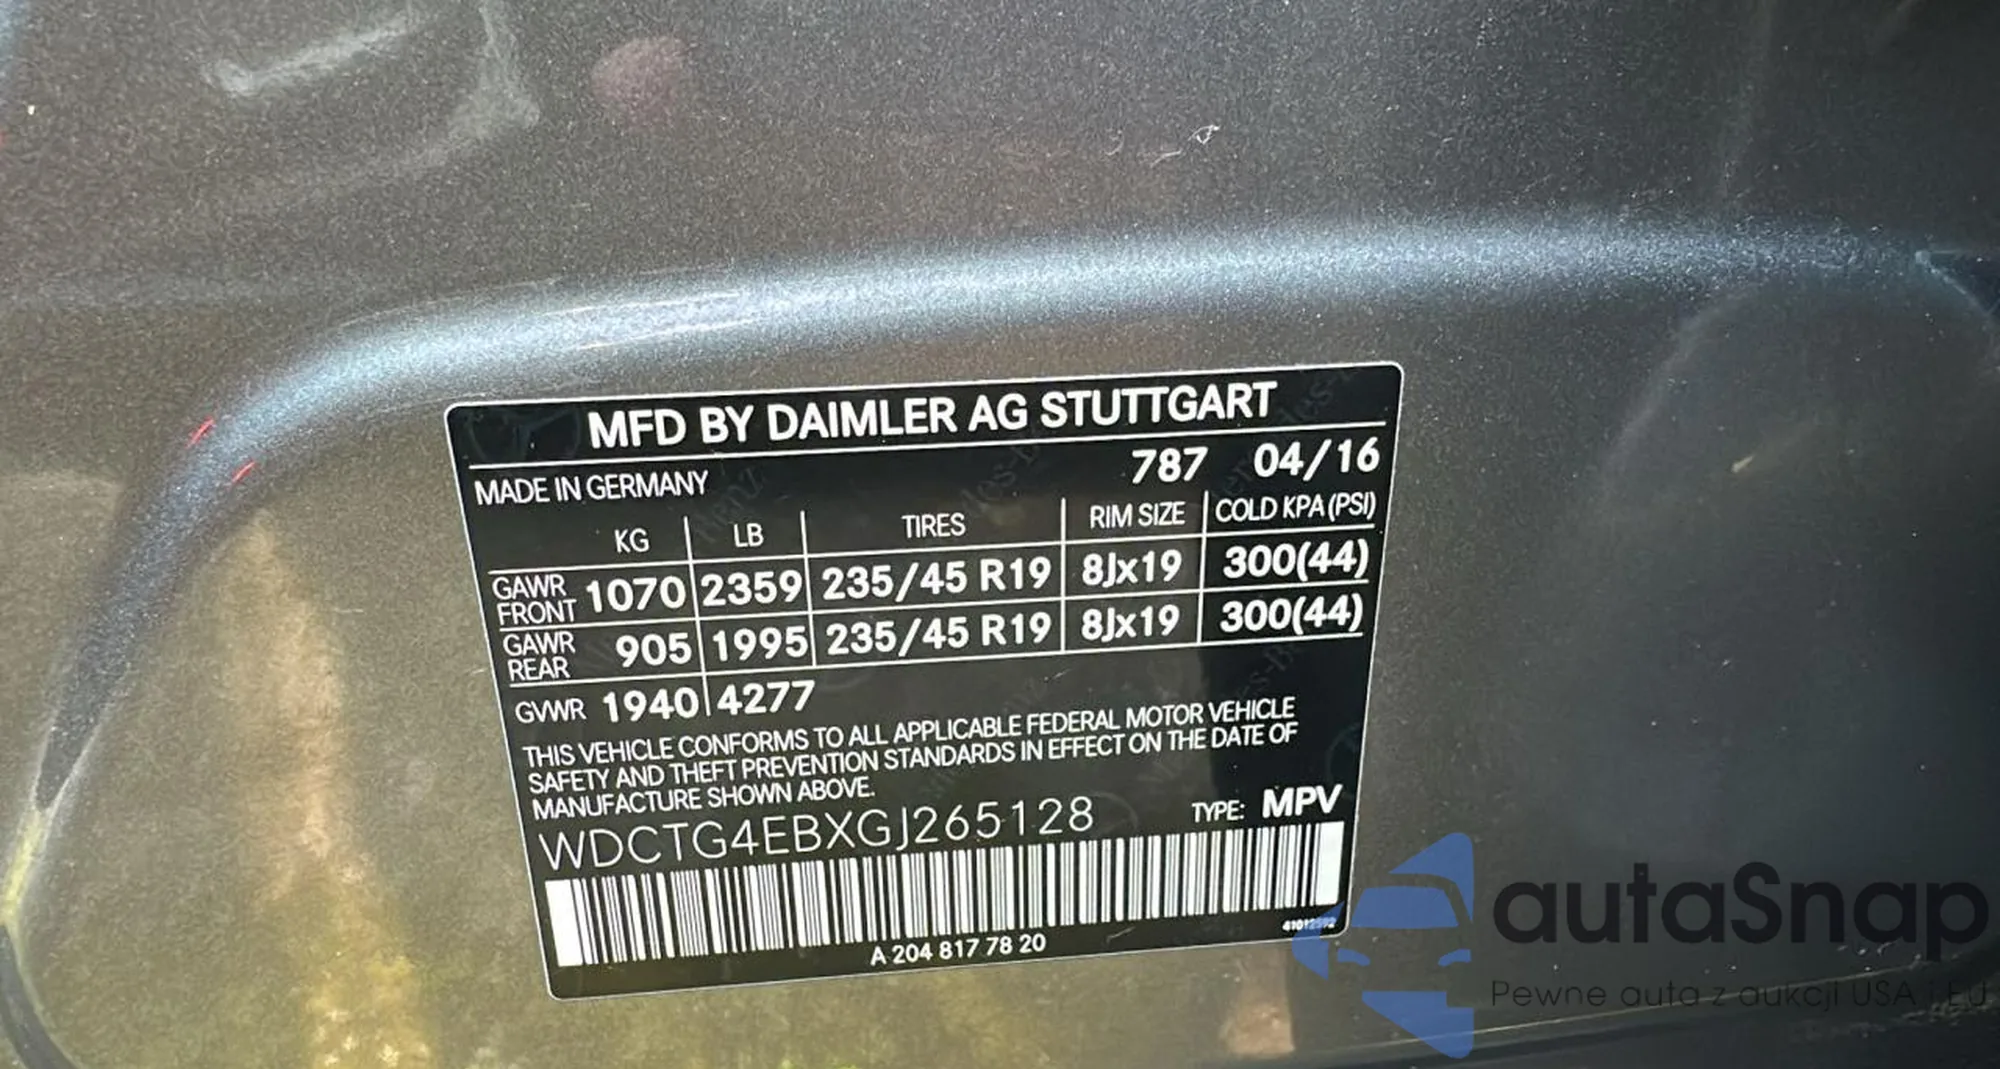 MFD BY DAIMLER AG STUTTGART
MADE IN GERMANY 787 04/16
KG LB TIRES RIM SIZE COLD KPA (PSI)
GAWR FRONT 1070 2359 235/45 R19 8Jx19 300(44)
GAWR REAR 905 1995 235/45 R19 8Jx19 300(44)
GVWR 1940 4277
THIS VEHICLE CONFORMS TO ALL APPLICABLE FEDERAL MOTOR VEHICLE
SAFETY AND THEFT PREVENTION STANDARDS IN EFFECT ON THE DATE OF
MANUFACTURE SHOWN ABOVE.
WDCTG4EBXGJ265128 TYPE: MPV
A 204 817 78 20
autaSnap
Pewne auta z aukcji USA i EU